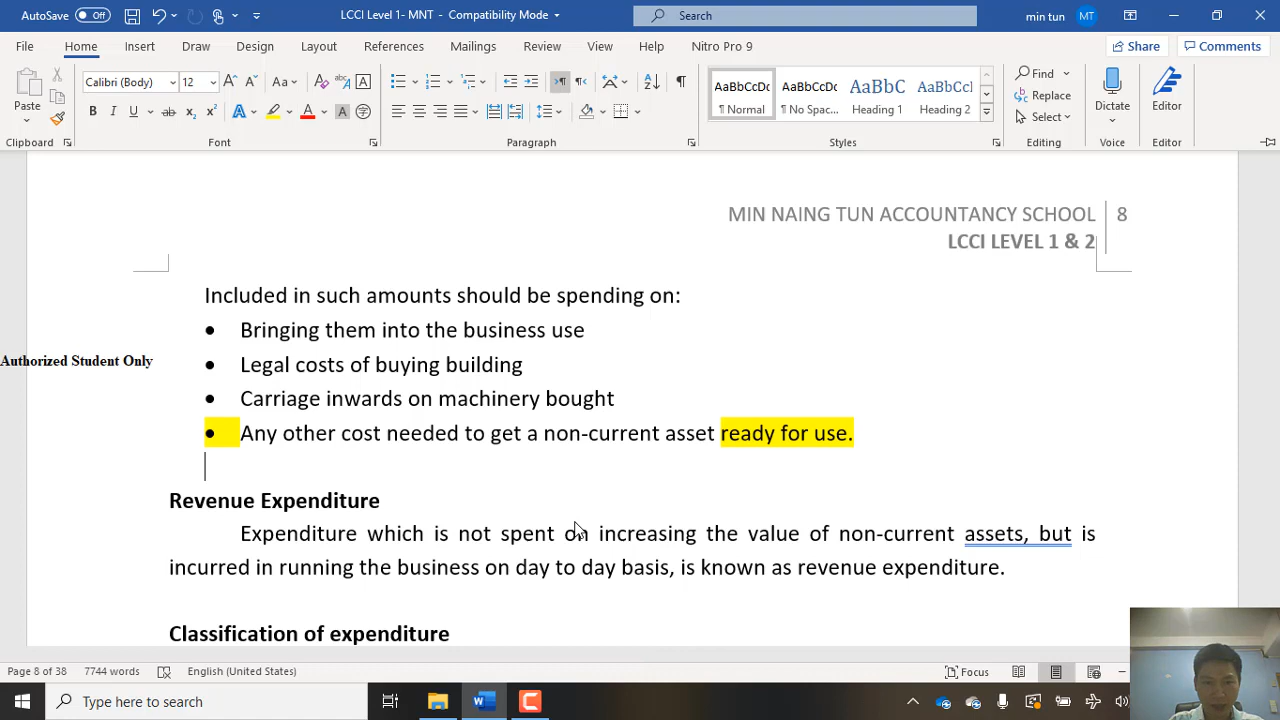 AutoSave Off LCCI Level 1- MNT - Compatibility Mode Search min tun MT
File Home Insert Draw Design Layout References Mailings Review View Help Nitro Pro 9 Share Comments
Paste Calibri (Body) 12 Aa A B I U ab x₂ x² A A A AaBbCcDc AaBbCcDc AaBbC AaBbCcI Find Replace Select Dictate Editor
¶ Normal ¶ No Spac... Heading 1 Heading 2
Clipboard Font Paragraph Styles Editing Voice Editor
MIN NAING TUN ACCOUNTANCY SCHOOL 8
LCCI LEVEL 1 & 2
Included in such amounts should be spending on:
• Bringing them into the business use
Authorized Student Only
• Legal costs of buying building
• Carriage inwards on machinery bought
• Any other cost needed to get a non-current asset ready for use.
Revenue Expenditure
Expenditure which is not spent on increasing the value of non-current assets, but is
incurred in running the business on day to day basis, is known as revenue expenditure.
Classification of expenditure
Page 8 of 38 7744 words English (United States) Focus
Type here to search